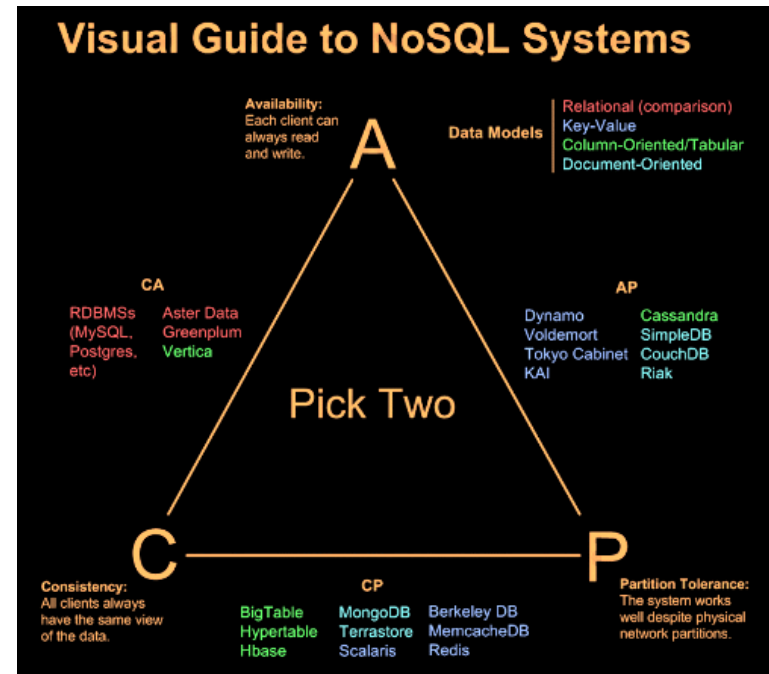 Visual Guide to NoSQL Systems
Availability:
Each client can
always read
and write.
A
Data Models
Relational (comparison)
Key-Value
Column-Oriented/Tabular
Document-Oriented
CA
RDBMSs
(MySQL,
Postgres,
etc)
Aster Data
Greenplum
Vertica
AP
Dynamo
Voldemort
Tokyo Cabinet
KAI
Cassandra
SimpleDB
CouchDB
Riak
Pick Two
C
Consistency:
All clients always
have the same view
of the data.
CP
BigTable
Hypertable
Hbase
MongoDB
Terrastore
Scalaris
Berkeley DB
MemcacheDB
Redis
P
Partition Tolerance:
The system works
well despite physical
network partitions.